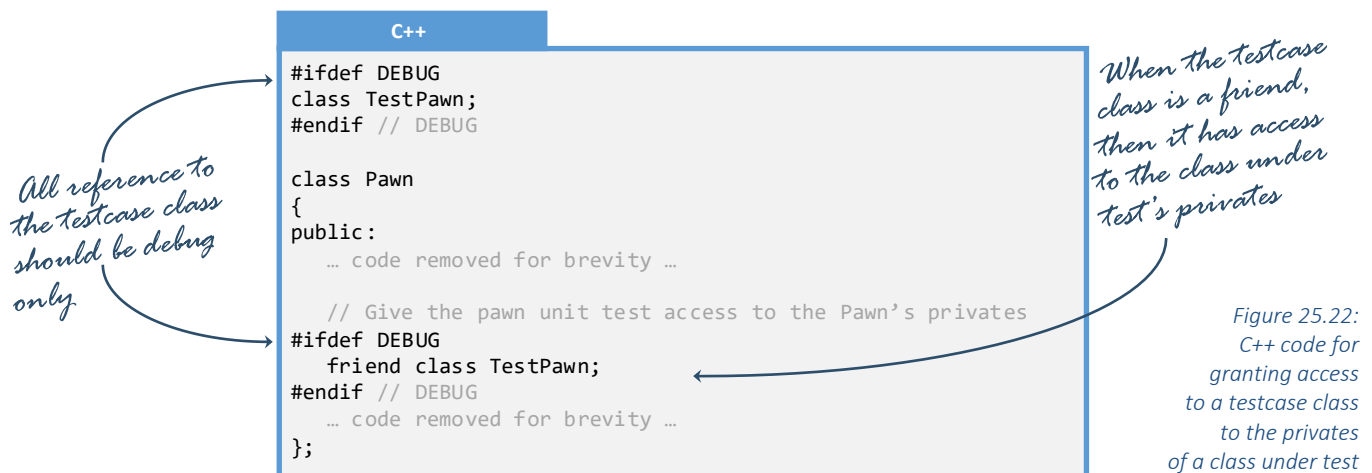 C++
#ifdef DEBUG
class TestPawn;
#endif // DEBUG
class Pawn
{
public:
… code removed for brevity …
// Give the pawn unit test access to the Pawn’s privates
#ifdef DEBUG
friend class TestPawn;
#endif // DEBUG
… code removed for brevity …
};
All reference to
the testcase class
should be debug
only
When the testcase
class is a friend,
then it has access
to the class under
test’s privates
Figure 25.22:
C++ code for
granting access
to a testcase class
to the privates
of a class under test